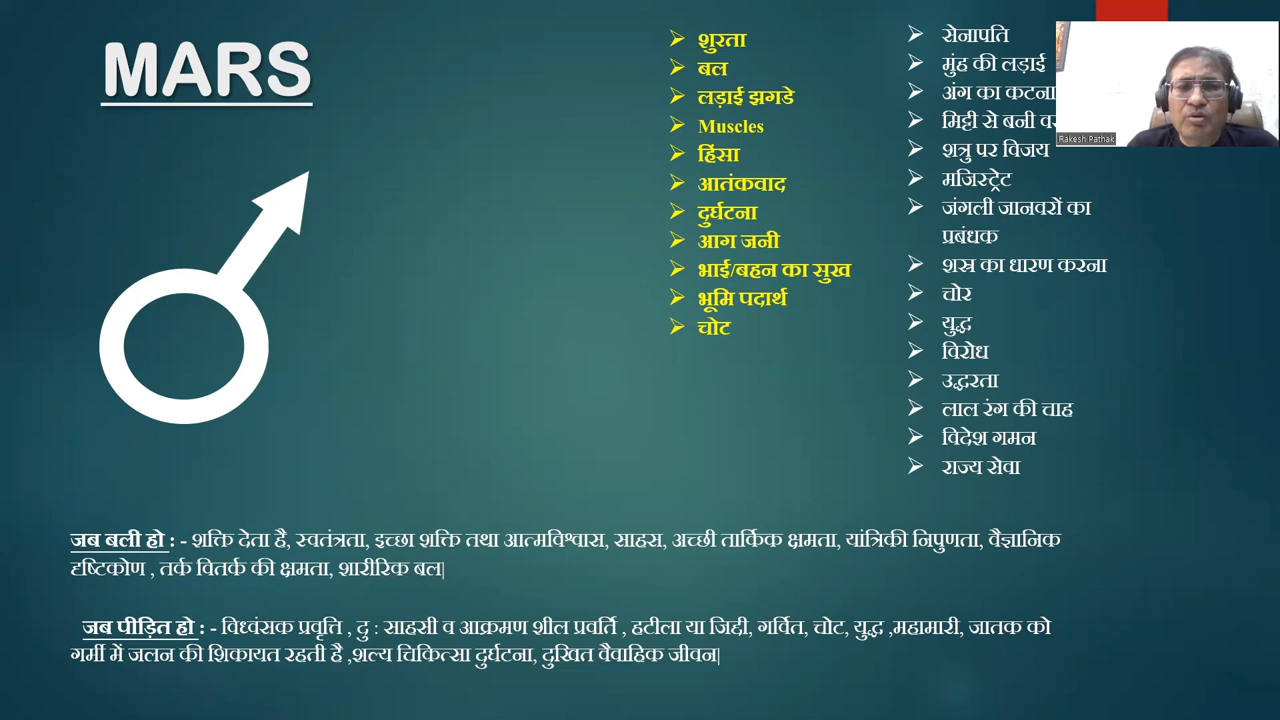 MARS
शुरता
बल
लड़ाई झगडे
Muscles
हिंसा
आतंकवाद
दुर्घटना
आग जनी
भाई/बहन का सुख
भूमि पदार्थ
चोट
सेनापति
मुंह की लड़ाई
अंग का कटना
मिट्टी से बनी
शत्रु पर विजय
मजिस्ट्रेट
जंगली जानवरों का
प्रबंधक
शस्र का धारण करना
चोर
युद्ध
विरोध
उद्धरता
लाल रंग की चाह
विदेश गमन
राज्य सेवा
Rakesh Pathak
जब बली हो : - शक्ति देता है, स्वतंत्रता, इच्छा शक्ति तथा आत्मविश्वास, साहस, अच्छी तार्किक क्षमता, यांत्रिकी निपुणता, वैज्ञानिक
दृष्टिकोण , तर्क वितर्क की क्षमता, शारीरिक बल|
जब पीड़ित हो : - विध्वंसक प्रवृत्ति , दु : साहसी व आक्रमण शील प्रवर्ति , हटीला या जिद्दी, गर्वित, चोट, युद्ध ,महामारी, जातक को
गर्मी में जलन की शिकायत रहती है ,शल्य चिकित्सा दुर्घटना, दुखित वैवाहिक जीवन|